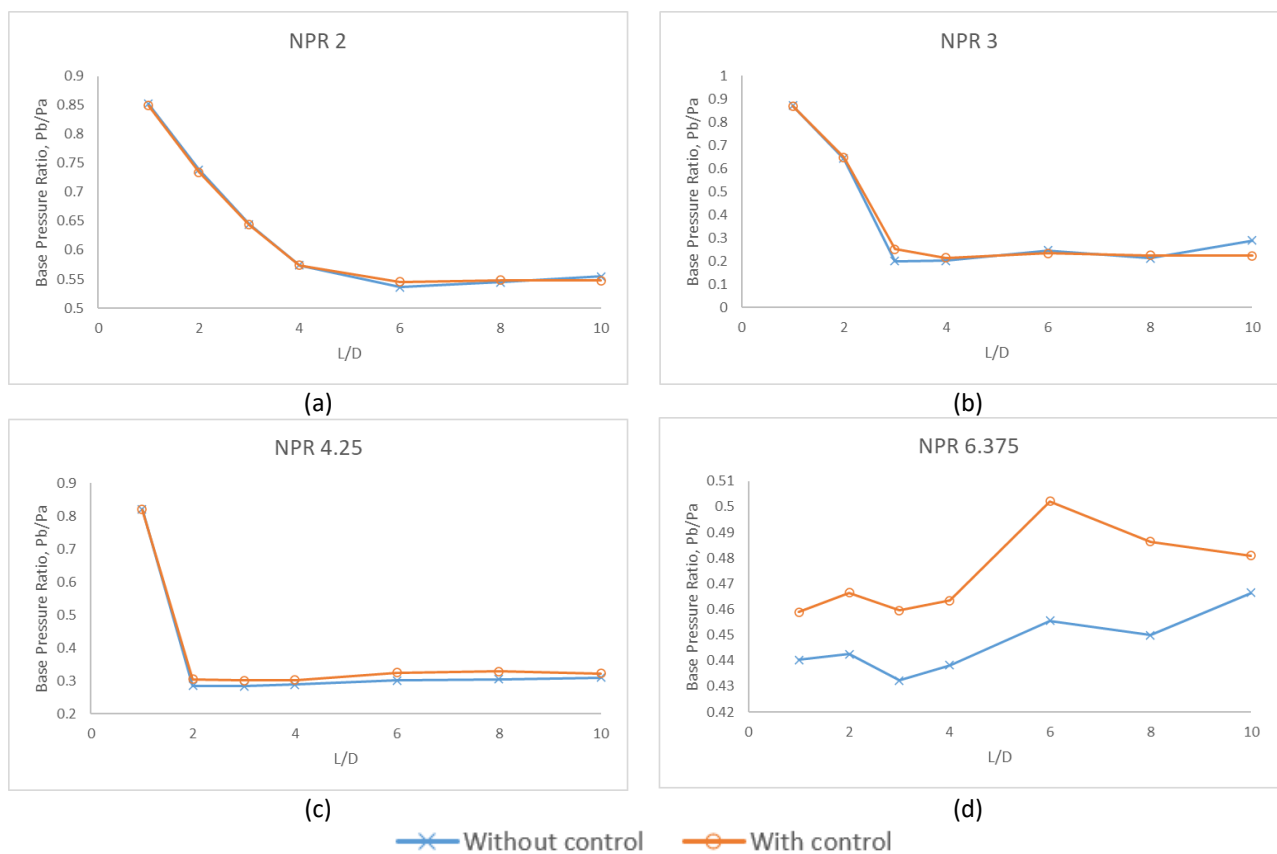 NPR 2
Base Pressure Ratio, Pb/Pa
0.9
0.85
0.8
0.75
0.7
0.65
0.6
0.55
0.5
0 2 4 6 8 10
L/D
(a)
NPR 3
Base Pressure Ratio, Pb/Pa
1
0.9
0.8
0.7
0.6
0.5
0.4
0.3
0.2
0.1
0
0 2 4 6 8 10
L/D
(b)
NPR 4.25
Base Pressure Ratio, Pb/Pa
0.9
0.8
0.7
0.6
0.5
0.4
0.3
0.2
0 2 4 6 8 10
L/D
(c)
NPR 6.375
Base Pressure Ratio, Pb/Pa
0.51
0.5
0.49
0.48
0.47
0.46
0.45
0.44
0.43
0.42
0 2 4 6 8 10
L/D
(d)
Without control With control